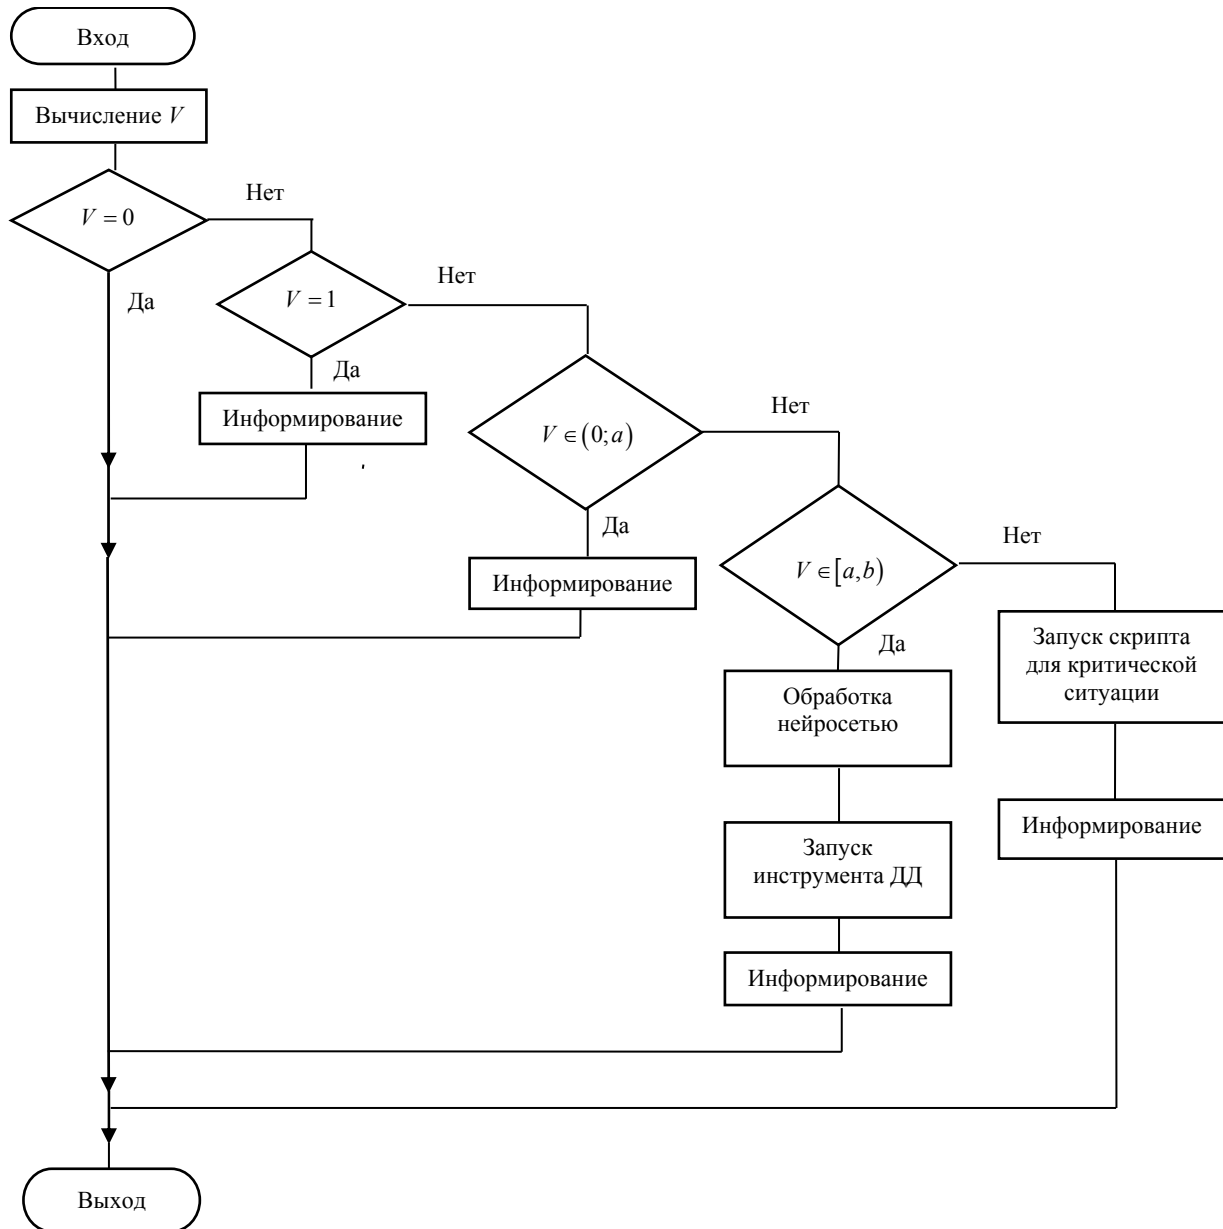 Вход
Вычисление V
V = 0
Нет
Да
V = 1
Нет
Да
Информирование
V ∈ (0; a)
Нет
Да
Информирование
V ∈ [a, b)
Нет
Да
Запуск скрипта
для критической
ситуации
Обработка
нейросетью
Информирование
Запуск
инструмента ДД
Информирование
Выход